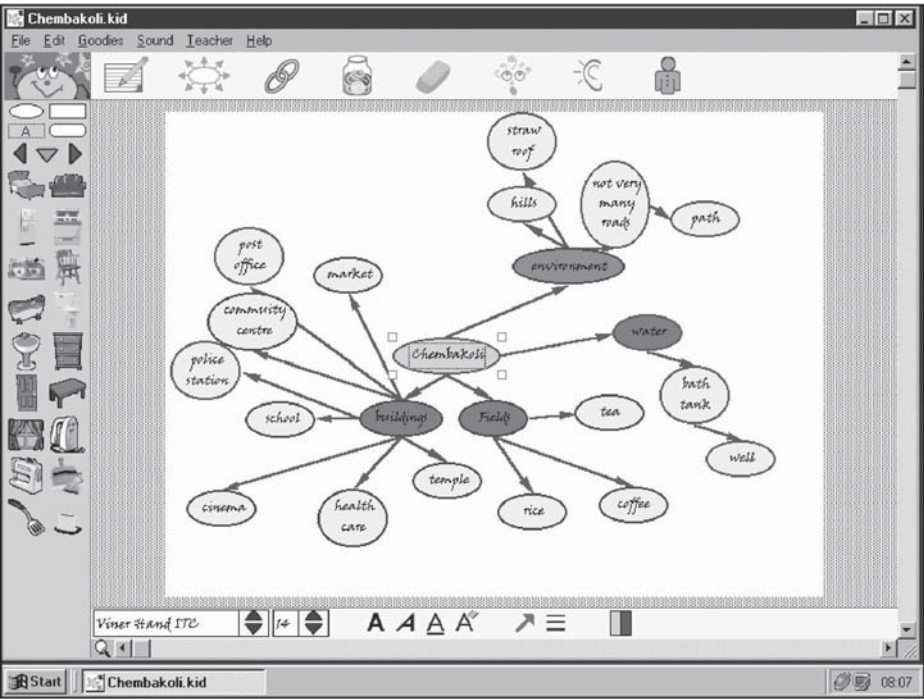 Chembakoli.kid
File Edit Goodies Sound Teacher Help
A
straw
roof
hills
not very
many
roads
path
environment
post
office
market
commuity
centre
police
station
school
buildings
Chembakoli
water
bath
tank
well
Fields
tea
cinema
health
care
temple
rice
coffee
Viner Hand ITC 14 A A A A
Start Chembakoli.kid 08:07